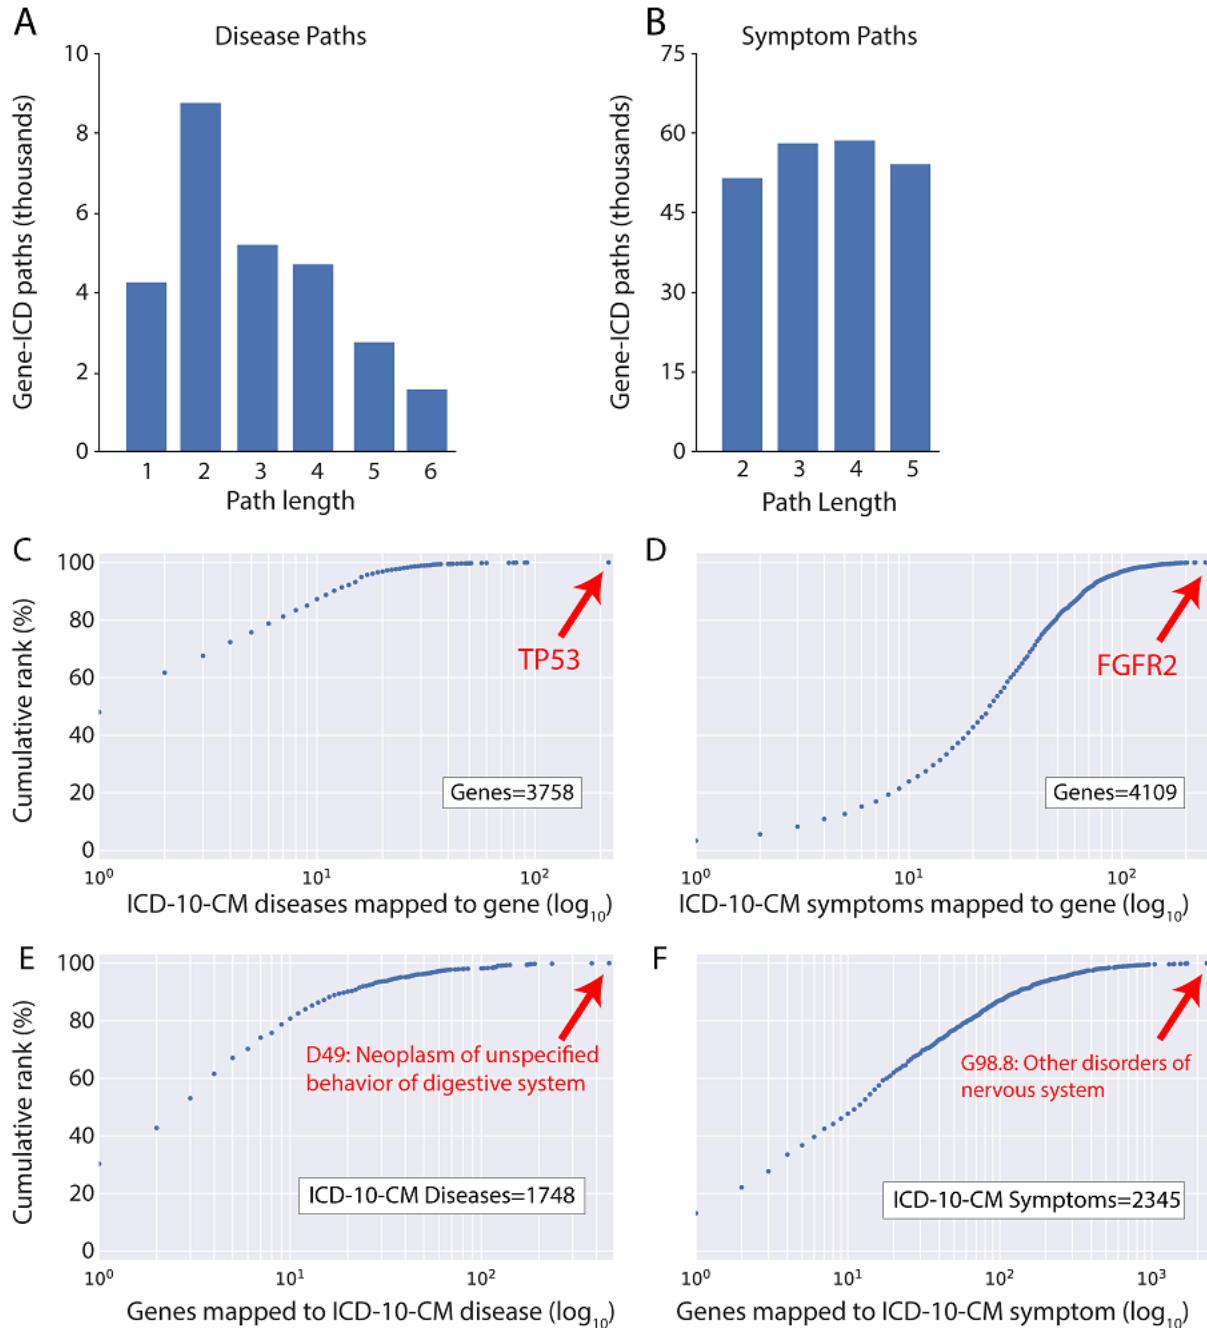 A
Disease Paths
Gene-ICD paths (thousands)
10
8
6
4
2
0
1 2 3 4 5 6
Path length
B
Symptom Paths
Gene-ICD paths (thousands)
75
60
45
30
15
0
2 3 4 5
Path Length
C
Cumulative rank (%)
100
80
60
40
20
0
TP53
Genes=3758
10⁰ 10¹ 10²
ICD-10-CM diseases mapped to gene (log₁₀)
D
FGFR2
Genes=4109
10⁰ 10¹ 10²
ICD-10-CM symptoms mapped to gene (log₁₀)
E
Cumulative rank (%)
100
80
60
40
20
0
D49: Neoplasm of unspecified
behavior of digestive system
ICD-10-CM Diseases=1748
10⁰ 10¹ 10²
Genes mapped to ICD-10-CM disease (log₁₀)
F
G98.8: Other disorders of
nervous system
ICD-10-CM Symptoms=2345
10⁰ 10¹ 10² 10³
Genes mapped to ICD-10-CM symptom (log₁₀)